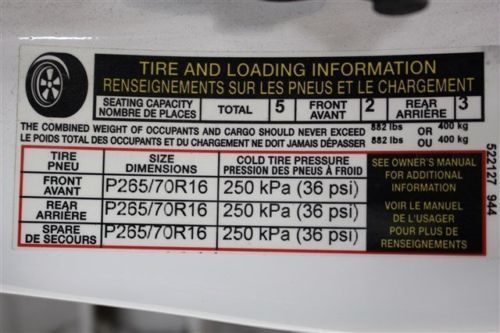 TIRE AND LOADING INFORMATION
RENSEIGNEMENTS SUR LES PNEUS ET LE CHARGEMENT
SEATING CAPACITY
NOMBRE DE PLACES
TOTAL 5
FRONT
AVANT 2
REAR
ARRIÈRE 3
THE COMBINED WEIGHT OF OCCUPANTS AND CARGO SHOULD NEVER EXCEED 882 lbs OR 400 kg
LE POIDS TOTAL DES OCCUPANTS ET DU CHARGEMENT NE DOIT JAMAIS DÉPASSER 882 lbs OU 400 kg
TIRE
PNEU
SIZE
DIMENSIONS
COLD TIRE PRESSURE
PRESSION DES PNEUS À FROID
FRONT
AVANT
P265/70R16 250 kPa (36 psi)
REAR
ARRIÈRE
P265/70R16 250 kPa (36 psi)
SPARE
DE SECOURS
P265/70R16 250 kPa (36 psi)
SEE OWNER'S MANUAL
FOR ADDITIONAL
INFORMATION
VOIR LE MANUEL
DE L'USAGER
POUR PLUS DE
RENSEIGNEMENTS
522127 944